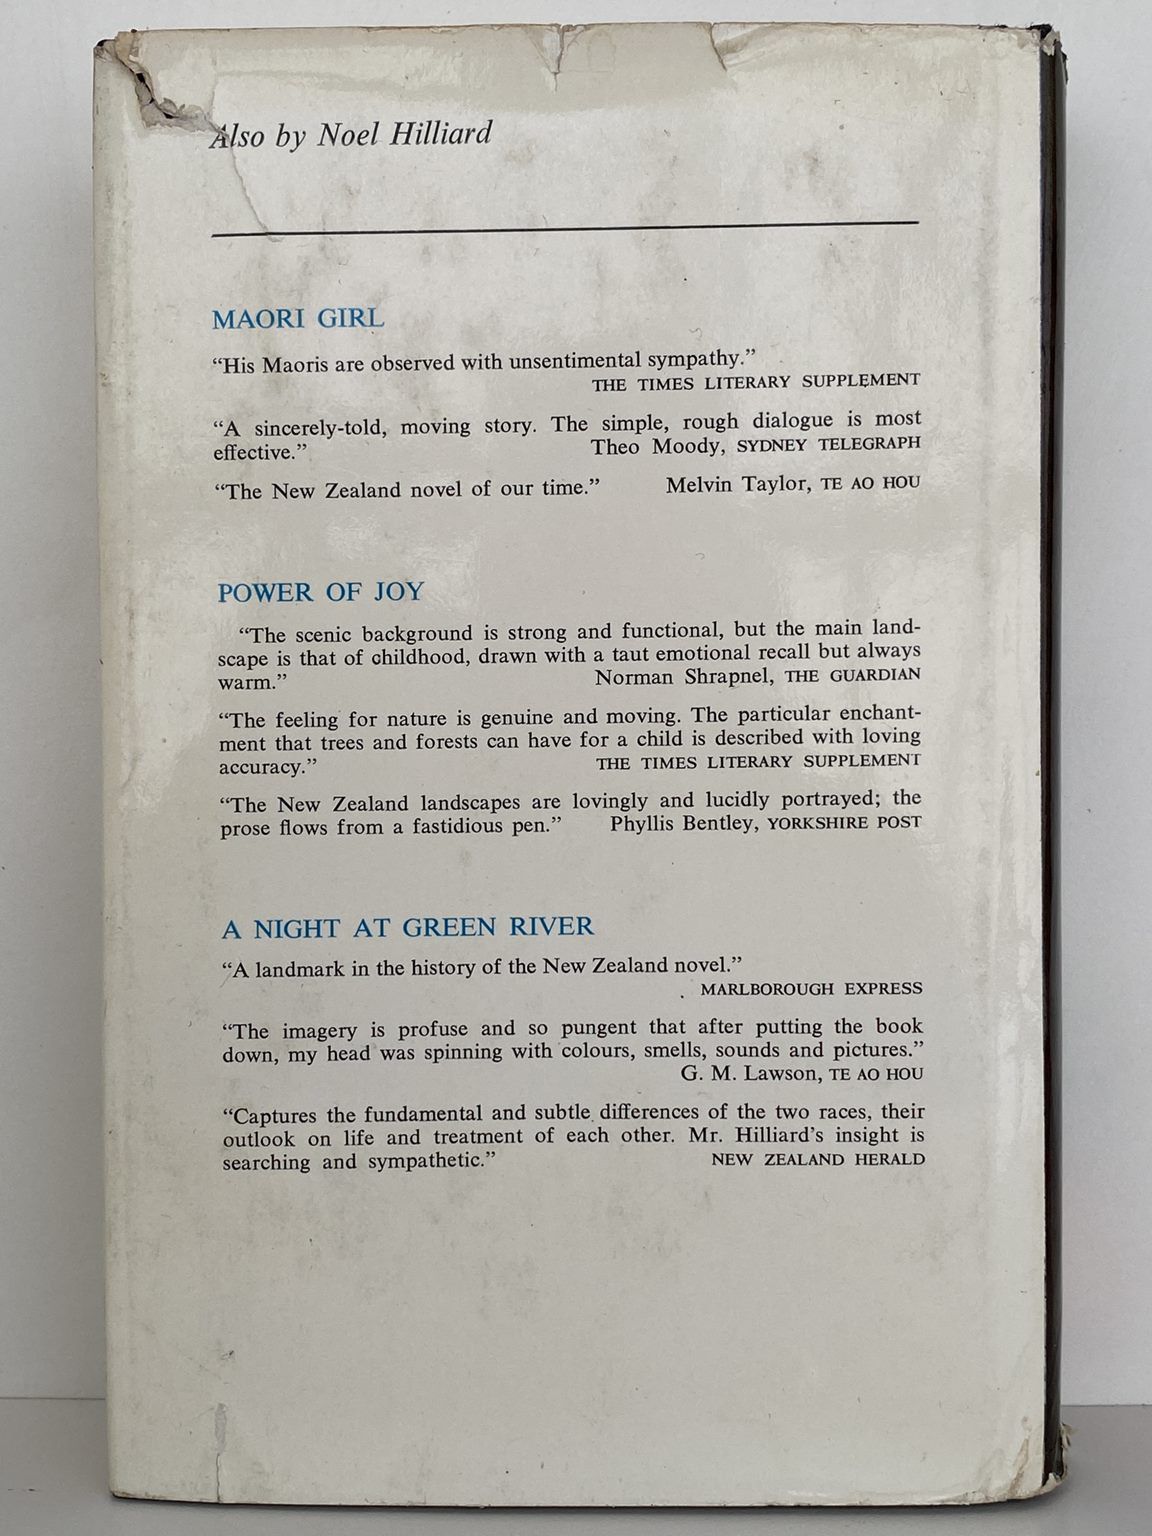 Also by Noel Hilliard
MAORI GIRL
“His Maoris are observed with unsentimental sympathy.”
THE TIMES LITERARY SUPPLEMENT
“A sincerely-told, moving story. The simple, rough dialogue is most
effective.” Theo Moody, SYDNEY TELEGRAPH
“The New Zealand novel of our time.” Melvin Taylor, TE AO HOU
POWER OF JOY
“The scenic background is strong and functional, but the main land-
scape is that of childhood, drawn with a taut emotional recall but always
warm.” Norman Shrapnel, THE GUARDIAN
“The feeling for nature is genuine and moving. The particular enchant-
ment that trees and forests can have for a child is described with loving
accuracy.” THE TIMES LITERARY SUPPLEMENT
“The New Zealand landscapes are lovingly and lucidly portrayed; the
prose flows from a fastidious pen.” Phyllis Bentley, YORKSHIRE POST
A NIGHT AT GREEN RIVER
“A landmark in the history of the New Zealand novel.”
MARLBOROUGH EXPRESS
“The imagery is profuse and so pungent that after putting the book
down, my head was spinning with colours, smells, sounds and pictures.”
G. M. Lawson, TE AO HOU
“Captures the fundamental and subtle differences of the two races, their
outlook on life and treatment of each other. Mr. Hilliard’s insight is
searching and sympathetic.” NEW ZEALAND HERALD